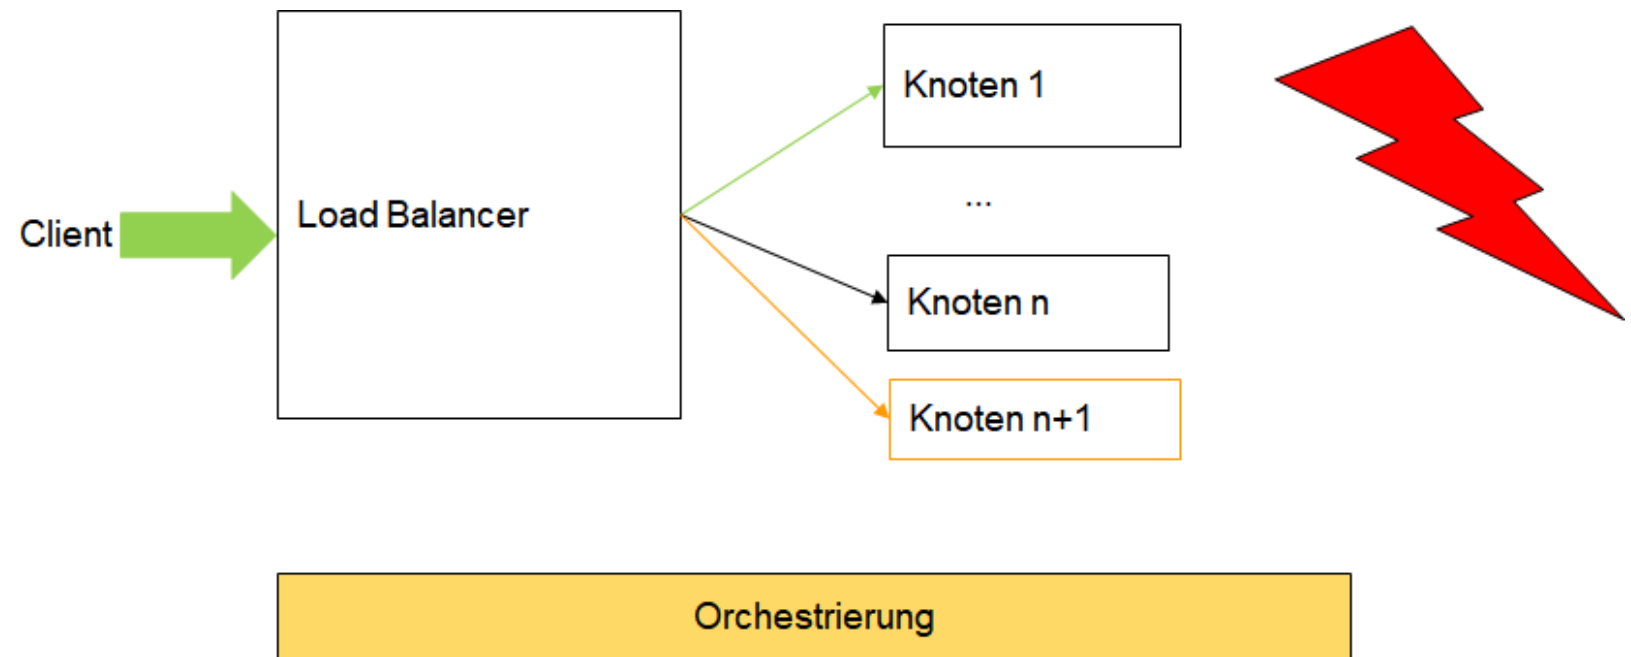 Client
Load Balancer
Knoten 1
...
Knoten n
Knoten n+1
Orchestrierung